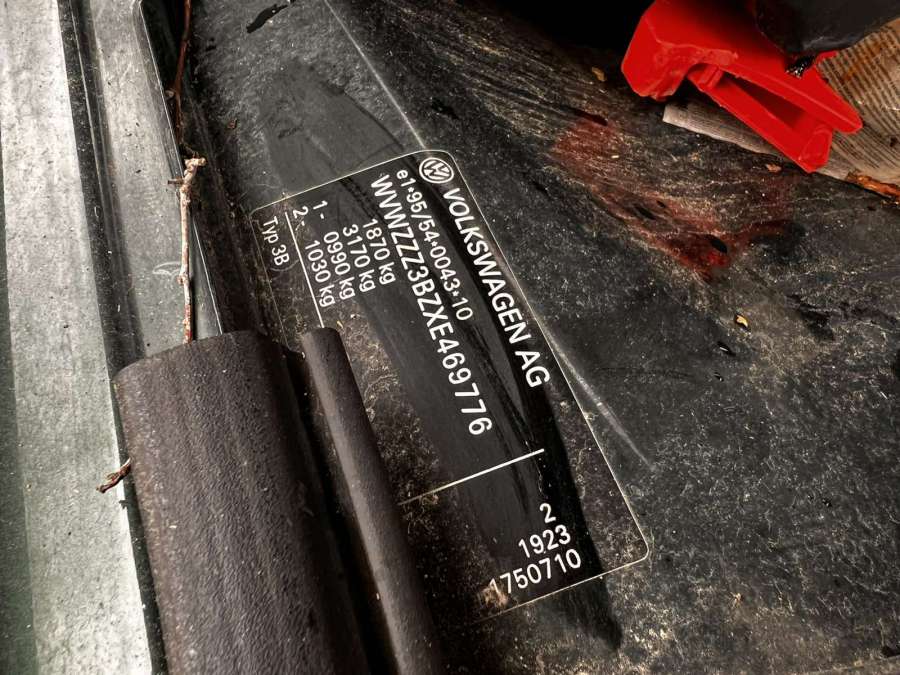 VOLKSWAGEN AG
e1*95/54*0043*10
WVWZZZ3BZXE469776
1870 kg
3170 kg
1- 0990 kg
2- 1030 kg
Typ 3B
2
1923
1750710